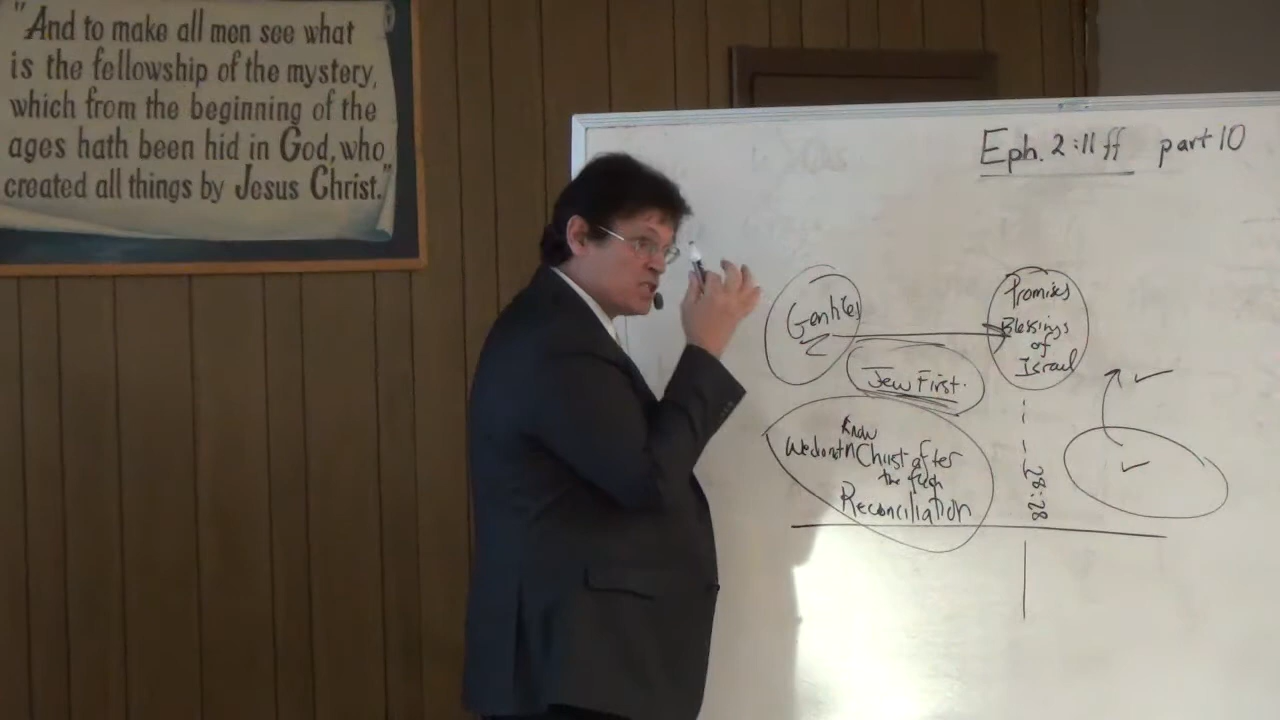 "And to make all men see what
is the fellowship of the mystery,
which from the beginning of the
ages hath been hid in God, who
created all things by Jesus Christ."
Eph. 2:11 ff part 10
Gentiles
Promises
Blessings
of
Israel
Jew First.
Know
We dont Christ after
the flesh
Reconciliation
28:28